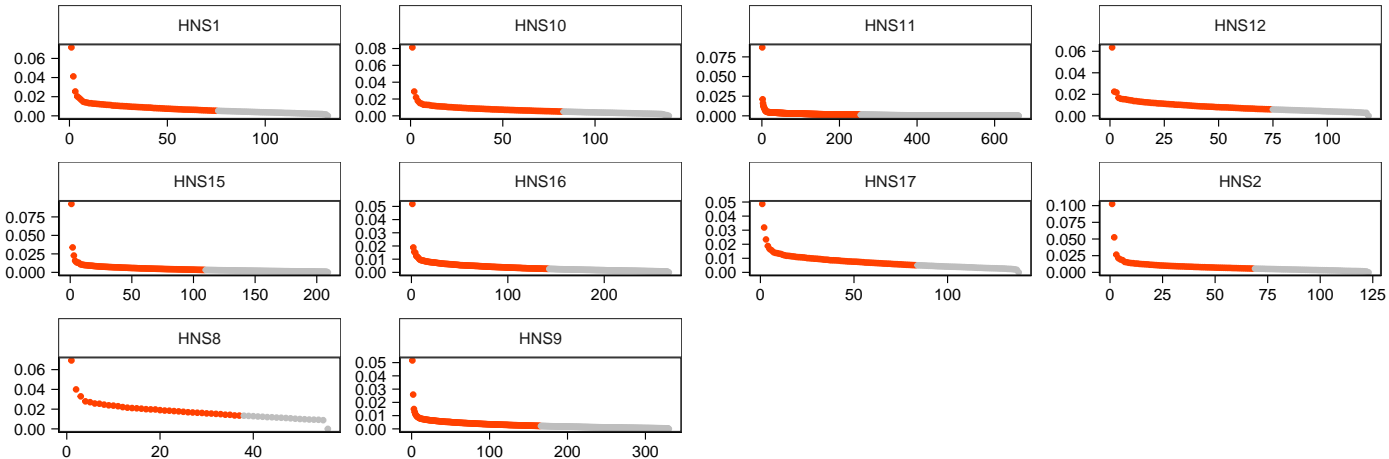 HNS1 HNS10 HNS11 HNS12
0.06 0.08 0.075 0.06
0.04 0.06 0.050 0.04
0.02 0.04 0.025 0.02
0.00 0.02 0.000 0.00
0.00
0 50 100 0 50 100 0 200 400 600 0 25 50 75 100
HNS15 HNS16 HNS17 HNS2
0.075 0.05 0.05 0.100
0.050 0.04 0.04 0.075
0.025 0.03 0.03 0.050
0.000 0.02 0.02 0.025
0.01 0.01 0.000
0.00 0.00
0 50 100 150 200 0 100 200 0 50 100 0 25 50 75 100 125
HNS8 HNS9
0.06 0.05
0.04 0.04
0.02 0.03
0.00 0.02
0.01
0.00
0 20 40 0 100 200 300